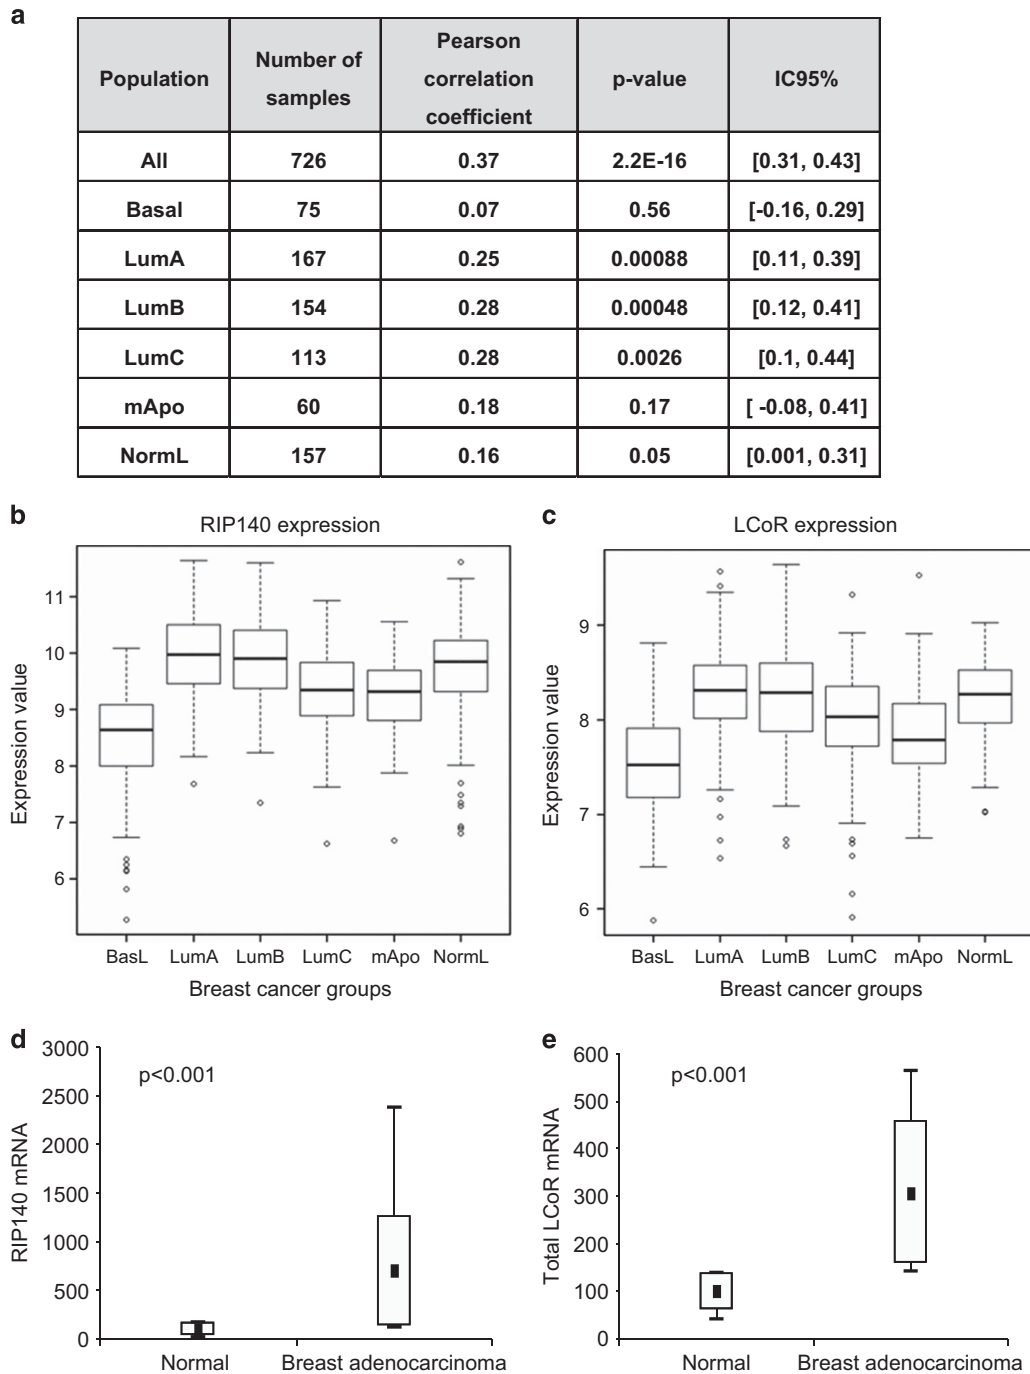 a
Population
Number of samples
Pearson correlation coefficient
p-value
IC95%
All 726 0.37 2.2E-16 [0.31, 0.43]
Basal 75 0.07 0.56 [-0.16, 0.29]
LumA 167 0.25 0.00088 [0.11, 0.39]
LumB 154 0.28 0.00048 [0.12, 0.41]
LumC 113 0.28 0.0026 [0.1, 0.44]
mApo 60 0.18 0.17 [ -0.08, 0.41]
NormL 157 0.16 0.05 [0.001, 0.31]
b
RIP140 expression
Expression value
11
10
9
8
7
6
BasL LumA LumB LumC mApo NormL
Breast cancer groups
c
LCoR expression
Expression value
9
8
7
6
BasL LumA LumB LumC mApo NormL
Breast cancer groups
d
p<0.001
RIP140 mRNA
3000
2500
2000
1500
1000
500
0
Normal Breast adenocarcinoma
e
p<0.001
Total LCoR mRNA
600
500
400
300
200
100
0
Normal Breast adenocarcinoma